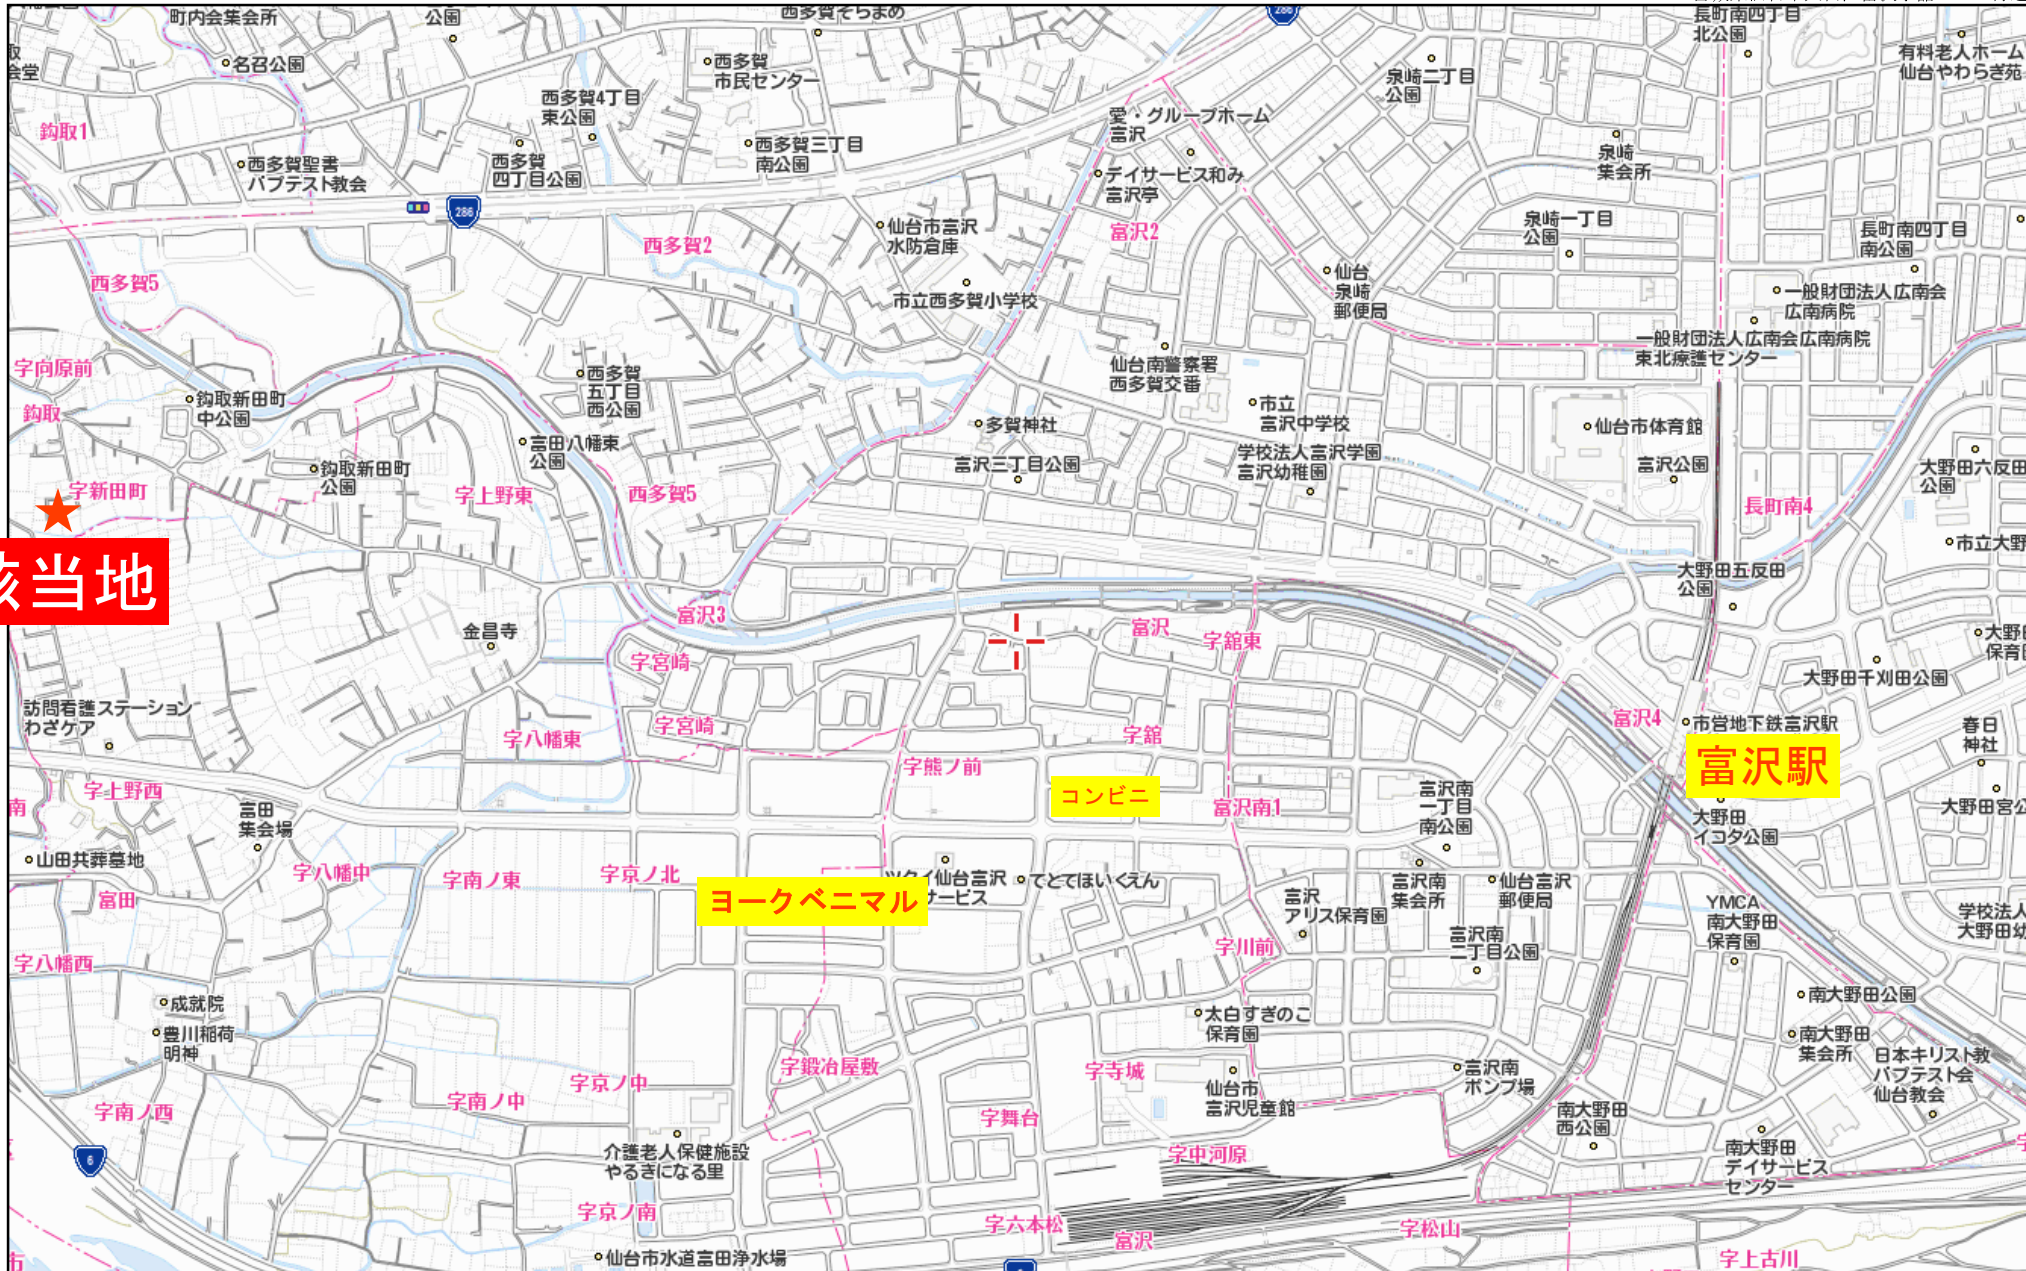 町内会集会所
公園
西多賀そらまめ
286
長町南四丁目
北公園
有料老人ホーム
仙台やわらぎ苑
名召公園
西多賀
市民センター
泉崎二丁目
公園
西多賀4丁目
東公園
愛・グループホーム
富沢
鈎取1
西多賀三丁目
南公園
泉崎
集会所
西多賀聖書
バプテスト教会
西多賀
四丁目公園
デイサービス和み
富沢亭
286
仙台市富沢
水防倉庫
富沢2
泉崎一丁目
公園
長町南四丁目
南公園
西多賀2
西多賀5
市立西多賀小学校
仙台
泉崎
郵便局
一般財団法人広南会
広南病院
一般財団法人広南会広南病院
東北療護センター
字向原前
仙台南警察署
西多賀交番
西多賀
五丁目
西公園
鈎取新田町
中公園
鈎取
市立
富沢中学校
多賀神社
仙台市体育館
富田八幡東
公園
富沢三丁目公園
学校法人富沢学園
富沢幼稚園
富沢公園
鈎取新田町
公園
大野田六反田
公園
字新田町
字上野東
西多賀5
長町南4
該当地
市立大野
大野田五反田
公園
富沢3
金昌寺
富沢
字舘東
大野
保育
字宮崎
大野田千刈田公園
訪問看護ステーション
わざケア
字宮崎
字八幡東
字舘
富沢4
市営地下鉄富沢駅
春日
神社
富沢駅
字熊ノ前
コンビニ
字上野西
南
富沢南1
富沢南
一丁目
南公園
大野田宮公
富田
集会場
大野田
イコタ公園
山田共葬墓地
字八幡中
字南ノ東
字京ノ北
ツクイ仙台富沢
サービス
てとてほいくえん
ヨークベニマル
富沢
アリス保育園
富沢南
集会所
仙台富沢
郵便局
富田
YMCA
南大野田
保育園
学校法人
大野田幼
字八幡西
字川前
富沢南
二丁目公園
成就院
南大野田公園
豊川稲荷
明神
太白すぎのこ
保育園
南大野田
集会所
字鍛冶屋敷
字寺城
富沢南
ポンプ場
日本キリスト教
バプテスト会
仙台教会
字京ノ中
字南ノ中
仙台市
富沢児童館
字南ノ西
字舞台
南大野田
西公園
6
介護老人保健施設
やるきになる里
字中河原
南大野田
デイサービス
センター
字京ノ南
字六本松
富沢
字松山
仙台市水道富田浄水場
市
字上古川